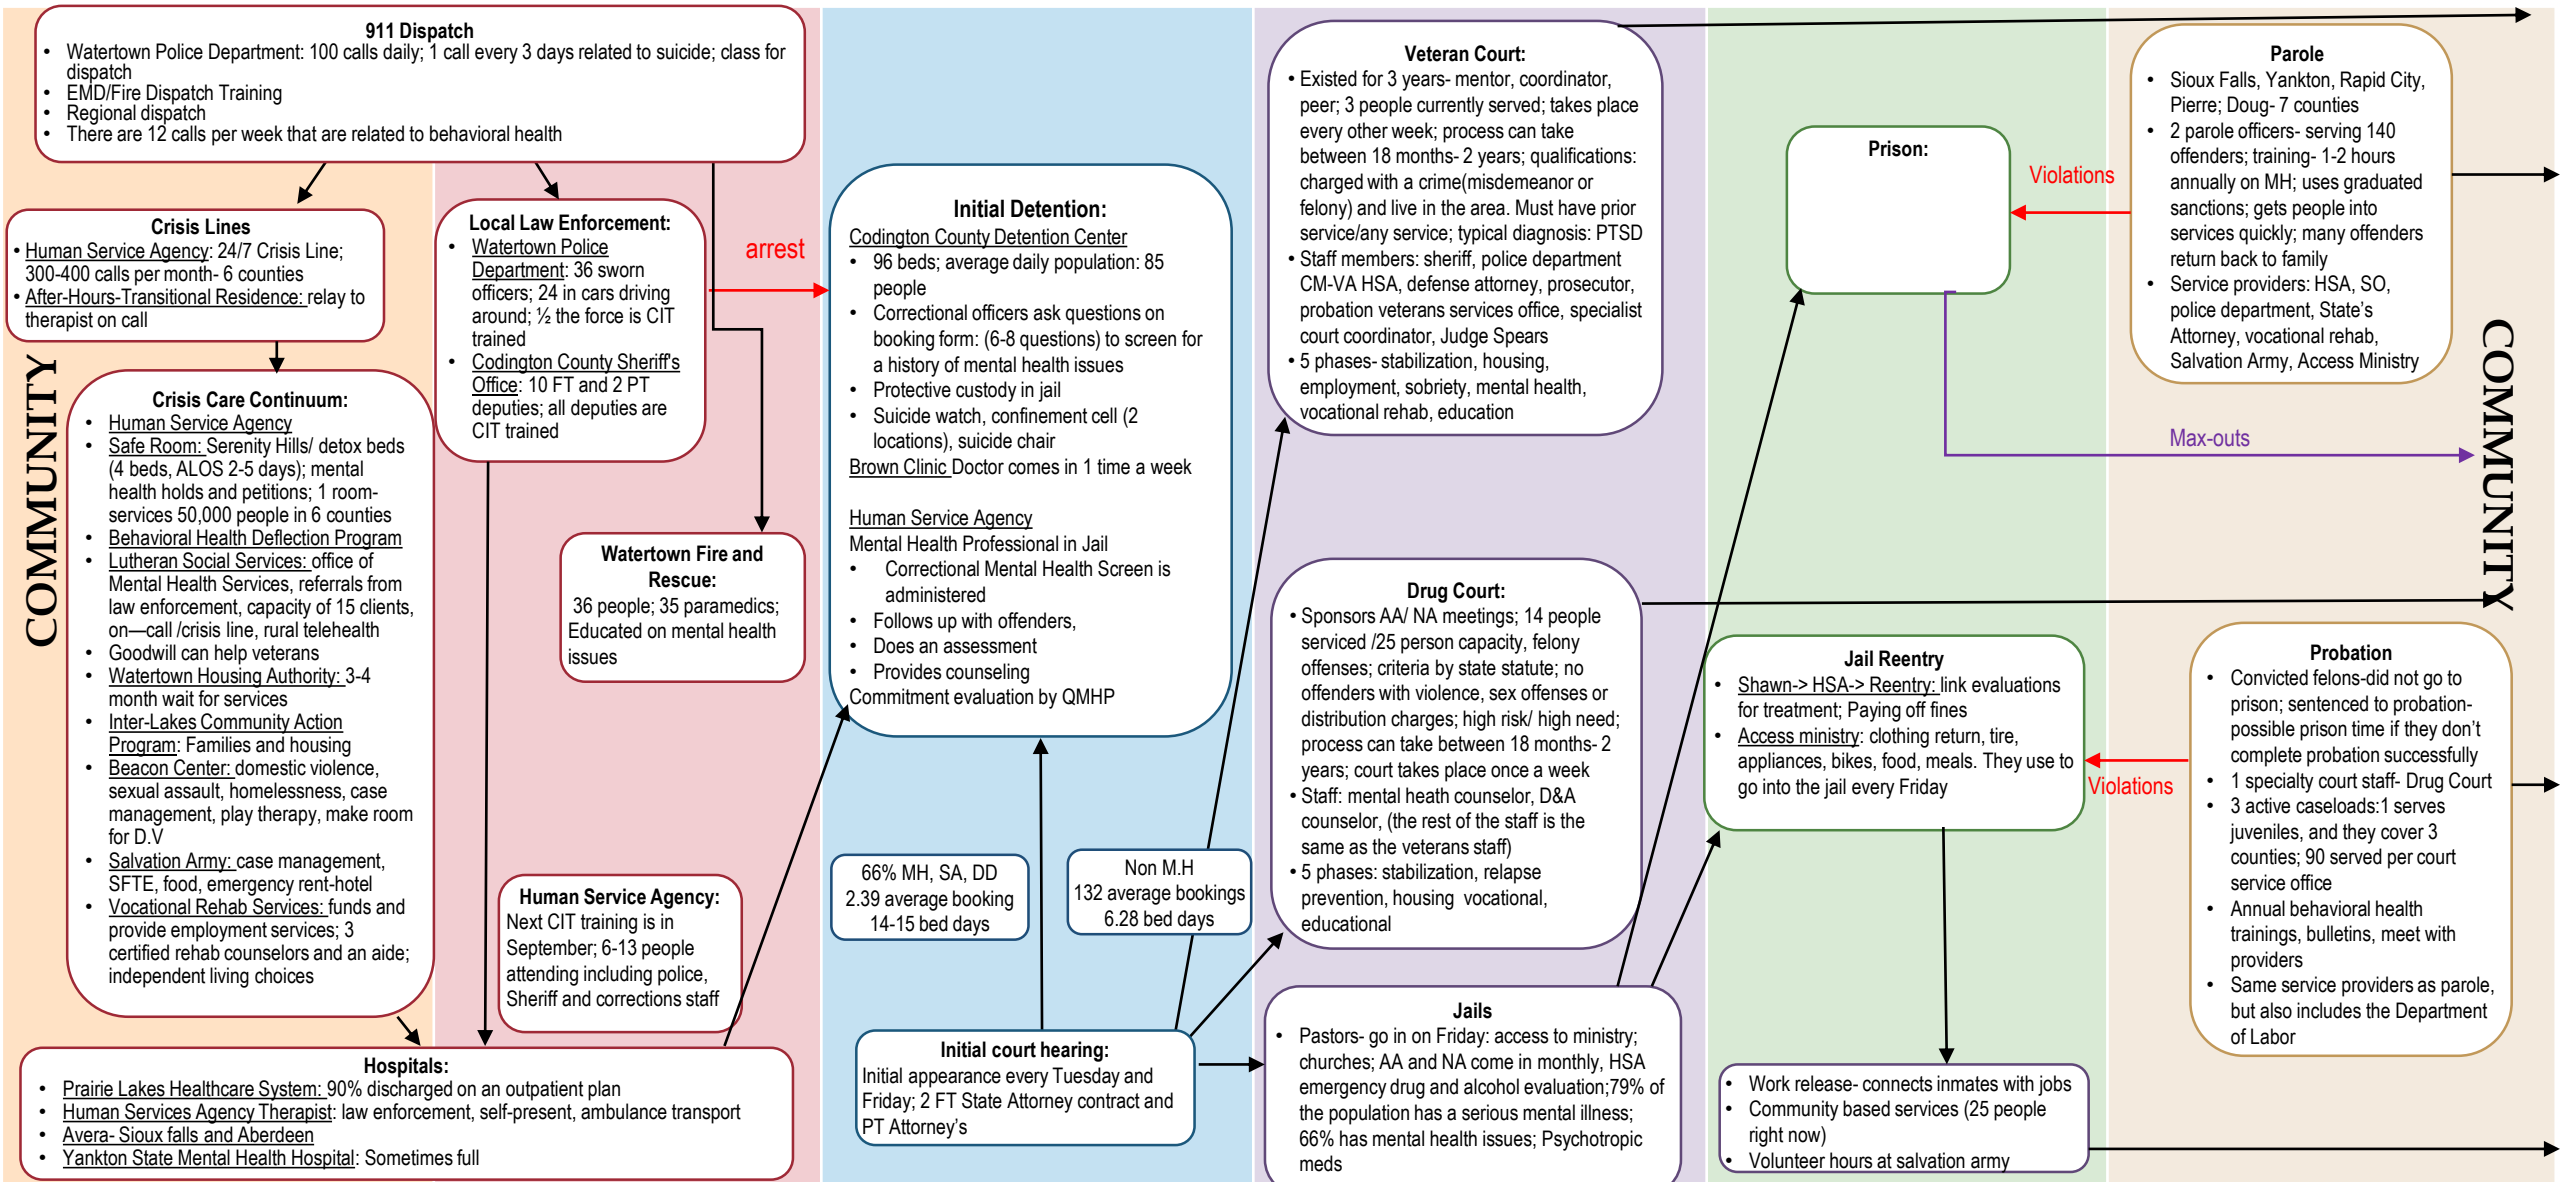 COMMUNITY
911 Dispatch
• Watertown Police Department: 100 calls daily; 1 call every 3 days related to suicide; class for
dispatch
• EMD/Fire Dispatch Training
• Regional dispatch
• There are 12 calls per week that are related to behavioral health
Crisis Lines
• Human Service Agency: 24/7 Crisis Line;
300-400 calls per month- 6 counties
• After-Hours-Transitional Residence: relay to
therapist on call
Crisis Care Continuum:
• Human Service Agency
• Safe Room: Serenity Hills/ detox beds
(4 beds, ALOS 2-5 days); mental
health holds and petitions; 1 room-
services 50,000 people in 6 counties
• Behavioral Health Deflection Program
• Lutheran Social Services: office of
Mental Health Services, referrals from
law enforcement, capacity of 15 clients,
on—call /crisis line, rural telehealth
• Goodwill can help veterans
• Watertown Housing Authority: 3-4
month wait for services
• Inter-Lakes Community Action
Program: Families and housing
• Beacon Center: domestic violence,
sexual assault, homelessness, case
management, play therapy, make room
for D.V
• Salvation Army: case management,
SFTE, food, emergency rent-hotel
• Vocational Rehab Services: funds and
provide employment services; 3
certified rehab counselors and an aide;
independent living choices
Local Law Enforcement:
• Watertown Police
Department: 36 sworn
officers; 24 in cars driving
around; ½ the force is CIT
trained
• Codington County Sheriff's
Office: 10 FT and 2 PT
deputies; all deputies are
CIT trained
arrest
Watertown Fire and
Rescue:
36 people; 35 paramedics;
Educated on mental health
issues
Human Service Agency:
Next CIT training is in
September; 6-13 people
attending including police,
Sheriff and corrections staff
Hospitals:
• Prairie Lakes Healthcare System: 90% discharged on an outpatient plan
• Human Services Agency Therapist: law enforcement, self-present, ambulance transport
• Avera- Sioux falls and Aberdeen
• Yankton State Mental Health Hospital: Sometimes full
Initial Detention:
Codington County Detention Center
• 96 beds; average daily population: 85
people
• Correctional officers ask questions on
booking form: (6-8 questions) to screen for
a history of mental health issues
• Protective custody in jail
• Suicide watch, confinement cell (2
locations), suicide chair
Brown Clinic Doctor comes in 1 time a week
Human Service Agency
Mental Health Professional in Jail
• Correctional Mental Health Screen is
administered
• Follows up with offenders,
• Does an assessment
• Provides counseling
Commitment evaluation by QMHP
66% MH, SA, DD
2.39 average booking
14-15 bed days
Non M.H
132 average bookings
6.28 bed days
Initial court hearing:
Initial appearance every Tuesday and
Friday; 2 FT State Attorney contract and
PT Attorney's
Veteran Court:
• Existed for 3 years- mentor, coordinator,
peer; 3 people currently served; takes place
every other week; process can take
between 18 months- 2 years; qualifications:
charged with a crime(misdemeanor or
felony) and live in the area. Must have prior
service/any service; typical diagnosis: PTSD
• Staff members: sheriff, police department
CM-VA HSA, defense attorney, prosecutor,
probation veterans services office, specialist
court coordinator, Judge Spears
• 5 phases- stabilization, housing,
employment, sobriety, mental health,
vocational rehab, education
Drug Court:
• Sponsors AA/ NA meetings; 14 people
serviced /25 person capacity, felony
offenses; criteria by state statute; no
offenders with violence, sex offenses or
distribution charges; high risk/ high need;
process can take between 18 months- 2
years; court takes place once a week
• Staff: mental heath counselor, D&A
counselor, (the rest of the staff is the
same as the veterans staff)
• 5 phases: stabilization, relapse
prevention, housing vocational,
educational
Jails
• Pastors- go in on Friday: access to ministry;
churches; AA and NA come in monthly, HSA
emergency drug and alcohol evaluation;79% of
the population has a serious mental illness;
66% has mental health issues; Psychotropic
meds
Prison:
Violations
Max-outs
Jail Reentry
• Shawn-> HSA-> Reentry: link evaluations
for treatment; Paying off fines
• Access ministry: clothing return, tire,
appliances, bikes, food, meals. They use to
go into the jail every Friday
Violations
• Work release- connects inmates with jobs
• Community based services (25 people
right now)
• Volunteer hours at salvation army
Parole
• Sioux Falls, Yankton, Rapid City,
Pierre; Doug- 7 counties
• 2 parole officers- serving 140
offenders; training- 1-2 hours
annually on MH; uses graduated
sanctions; gets people into
services quickly; many offenders
return back to family
• Service providers: HSA, SO,
police department, State's
Attorney, vocational rehab,
Salvation Army, Access Ministry
Probation
• Convicted felons-did not go to
prison; sentenced to probation-
possible prison time if they don't
complete probation successfully
• 1 specialty court staff- Drug Court
• 3 active caseloads:1 serves
juveniles, and they cover 3
counties; 90 served per court
service office
• Annual behavioral health
trainings, bulletins, meet with
providers
• Same service providers as parole,
but also includes the Department
of Labor
COMMUNITY